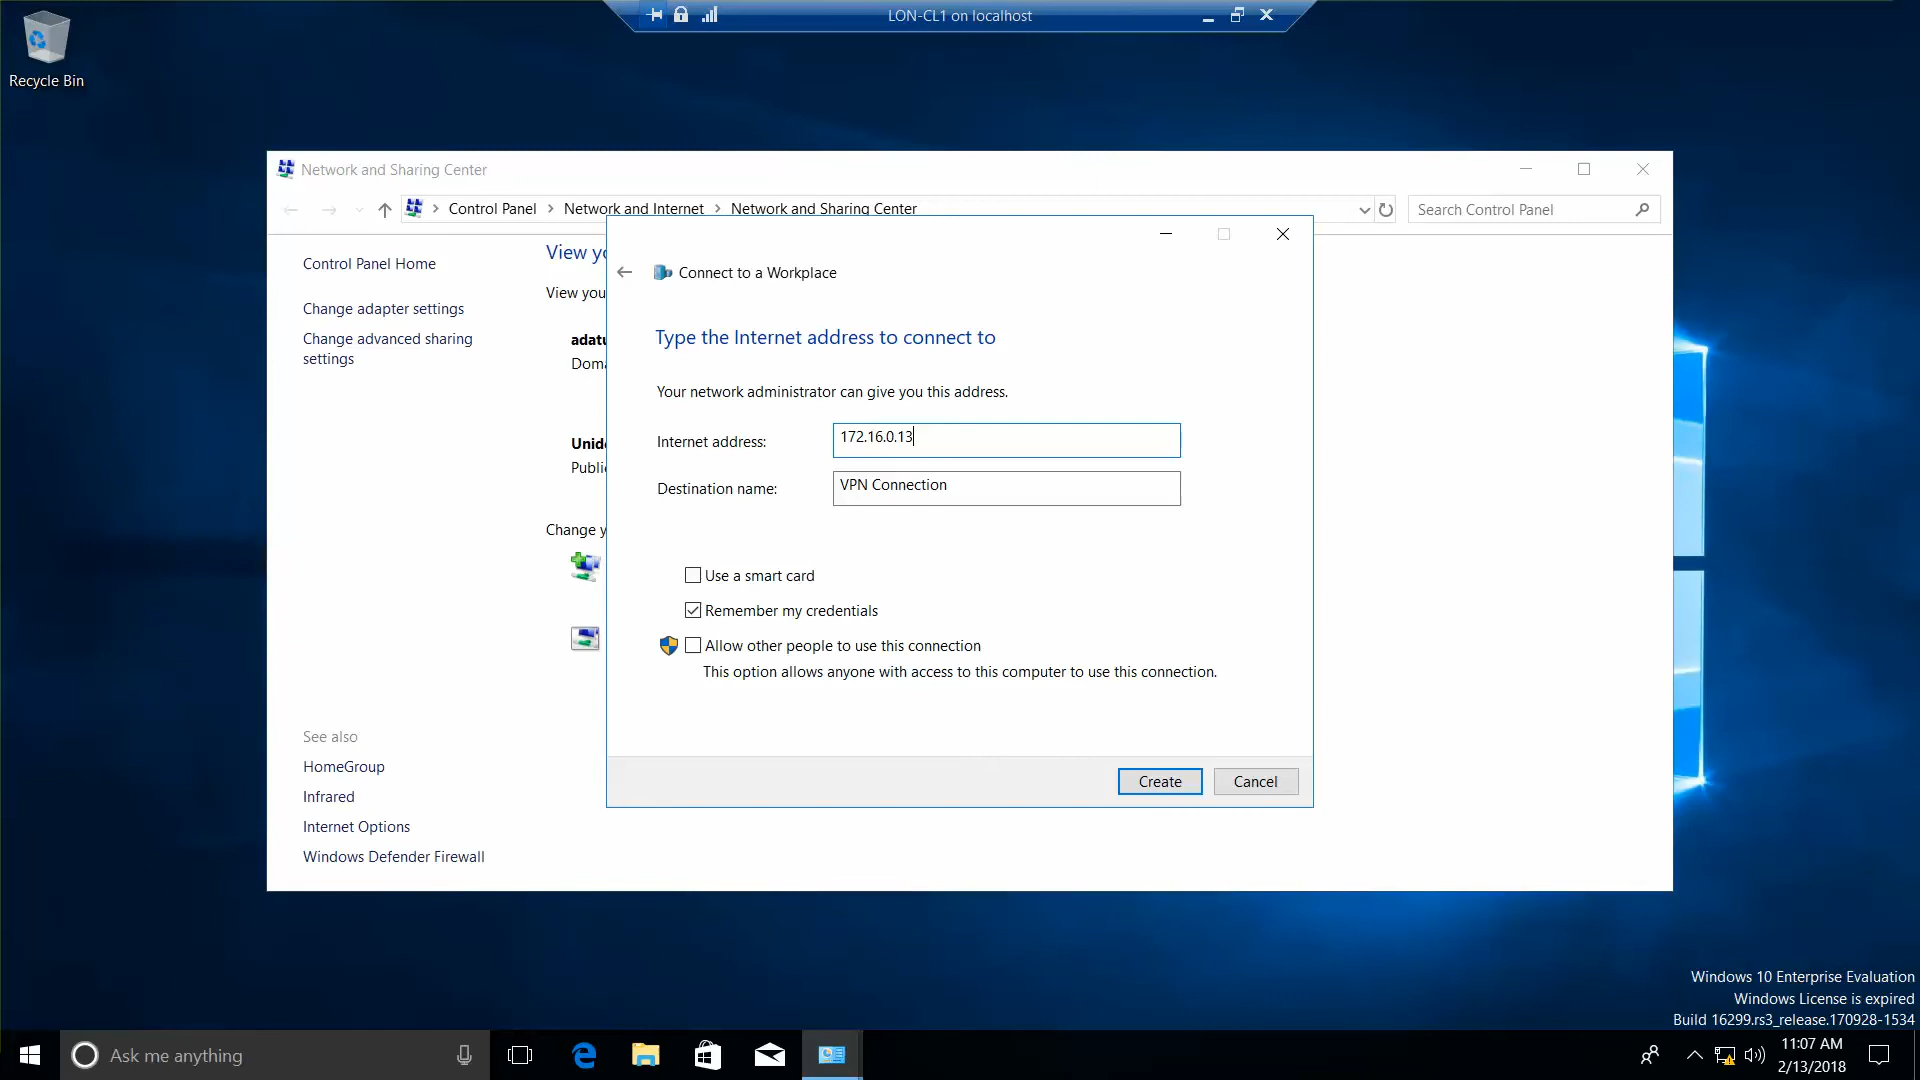 LON-CL1 on localhost
Recycle Bin
Network and Sharing Center
Control Panel > Network and Internet > Network and Sharing Center
Search Control Panel
Control Panel Home
Change adapter settings
Change advanced sharing
settings
See also
HomeGroup
Infrared
Internet Options
Windows Defender Firewall
View yo
View you
adatu
Doma
Unide
Publi
Change y
Connect to a Workplace
Type the Internet address to connect to
Your network administrator can give you this address.
Internet address: 172.16.0.13
Destination name: VPN Connection
Use a smart card
Remember my credentials
Allow other people to use this connection
This option allows anyone with access to this computer to use this connection.
Create Cancel
Windows 10 Enterprise Evaluation
Windows License is expired
Build 16299.rs3_release.170928-1534
Ask me anything
11:07 AM
2/13/2018